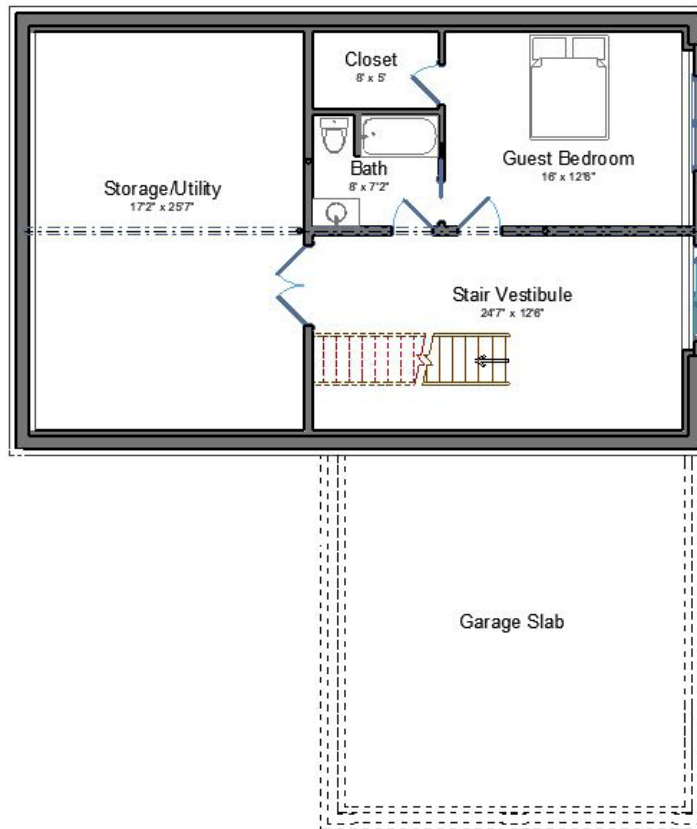 Closet
8' x 5'
Guest Bedroom
16' x 12'6"
Bath
8' x 7'2"
Storage/Utility
17'2" x 25'7"
Stair Vestibule
24'7" x 12'6"
Garage Slab